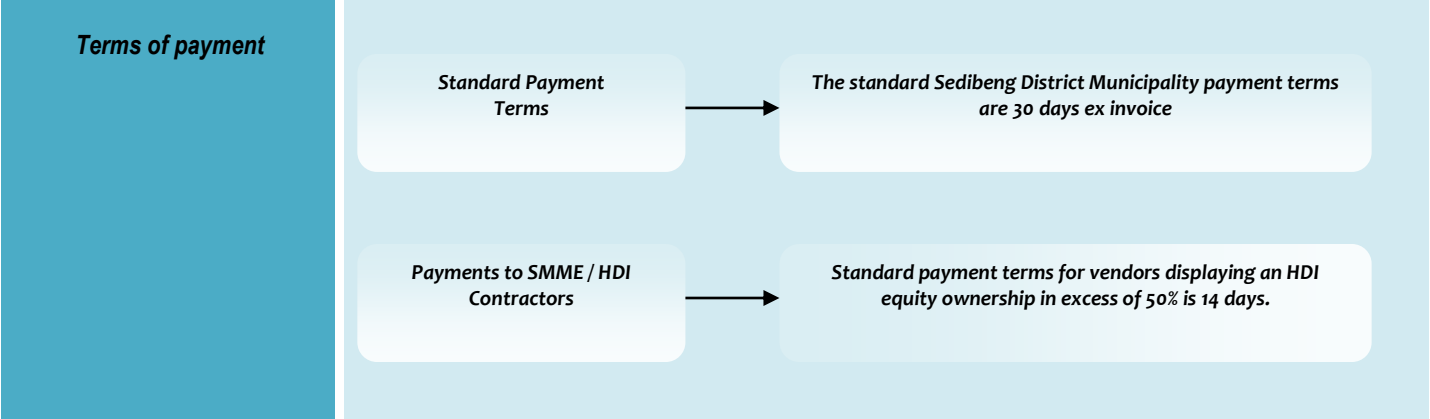 Terms of payment
Standard Payment
Terms
The standard Sedibeng District Municipality payment terms
are 30 days ex invoice
Payments to SMME / HDI
Contractors
Standard payment terms for vendors displaying an HDI
equity ownership in excess of 50% is 14 days.